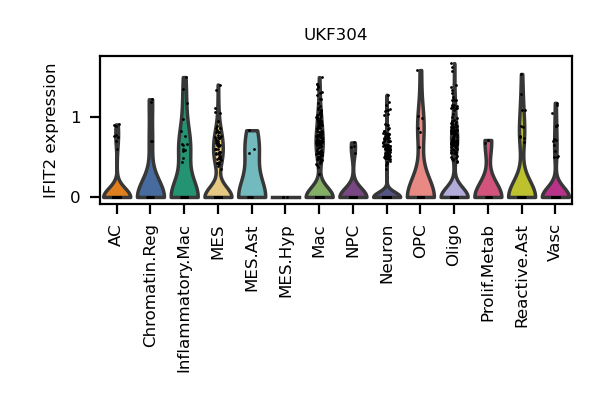 UKF304
IFIT2 expression
1
0
AC
Chromatin.Reg
Inflammatory.Mac
MES
MES.Ast
MES.Hyp
Mac
NPC
Neuron
OPC
Oligo
Prolif.Metab
Reactive.Ast
Vasc